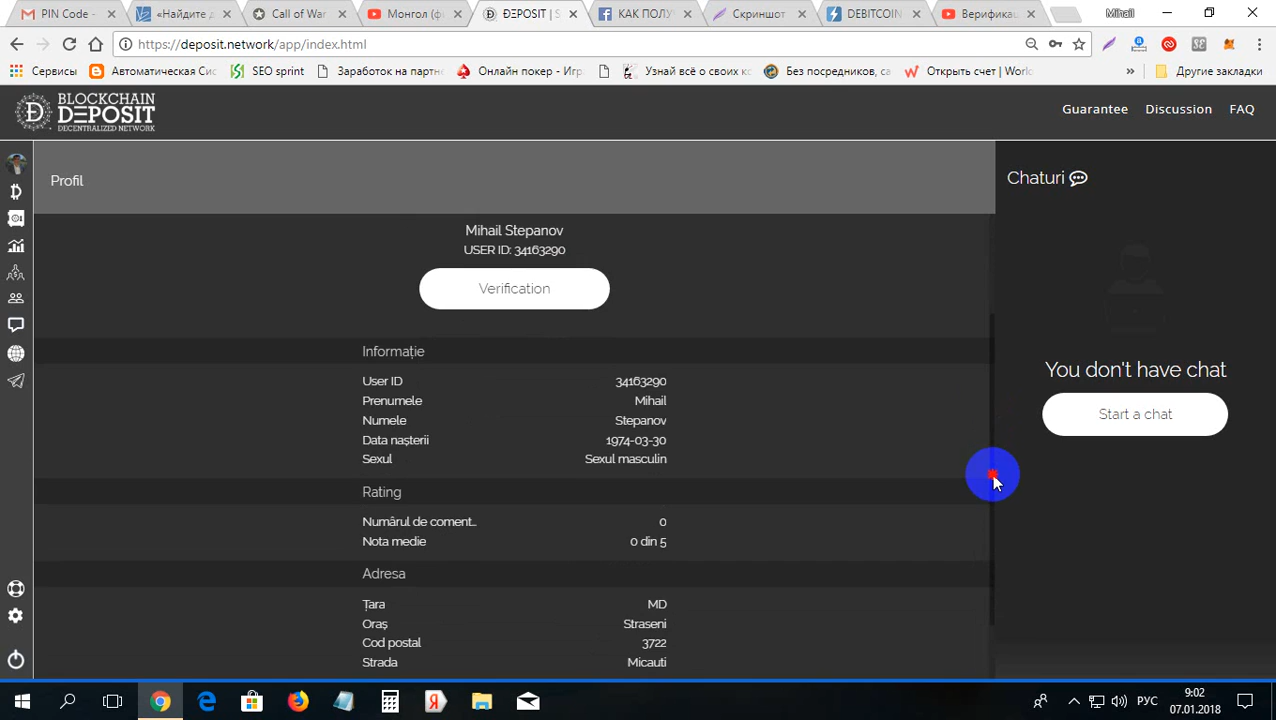 PIN Code -
«Найдите д
Call of War
Монгол (ф
ĐΞPOSIT | S
КАК ПОЛУ
Скриншот
DEBITCOIN
Верификац
Mihail
https://deposit.network/app/index.html
Сервисы
Автоматическая Си
SEO sprint
Заработок на партн
Онлайн покер - Игр
Узнай всё о своих ко
Без посредников, са
Открыть счет | Worl
»
Другие закладки
BLOCKCHAIN
DΞPOSIT
DECENTRALIZED NETWORK
Guarantee
Discussion
FAQ
Profil
Chaturi
Mihail Stepanov
USER ID: 34163290
Verification
Informație
User ID 34163290
Prenumele Mihail
Numele Stepanov
Data nașterii 1974-03-30
Sexul Sexul masculin
Rating
Numărul de coment... 0
Nota medie 0 din 5
Adresa
Țara MD
Oraș Straseni
Cod postal 3722
Strada Micauti
You don't have chat
Start a chat
РУС
9:02
07.01.2018